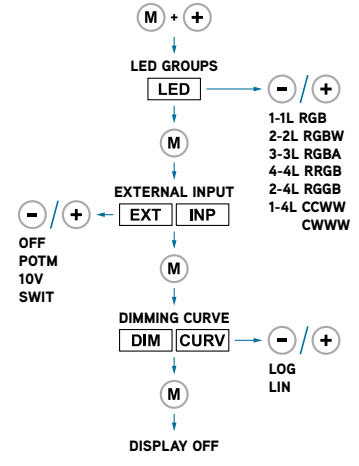 M + +
LED GROUPS
LED
− / +
1-1L RGB
2-2L RGBW
3-3L RGBA
4-4L RRGB
2-4L RGGB
1-4L CCWW
CWWW
M
EXTERNAL INPUT
− / +
EXT INP
OFF
POTM
10V
SWIT
M
DIMMING CURVE
DIM CURV
− / +
LOG
LIN
M
DISPLAY OFF